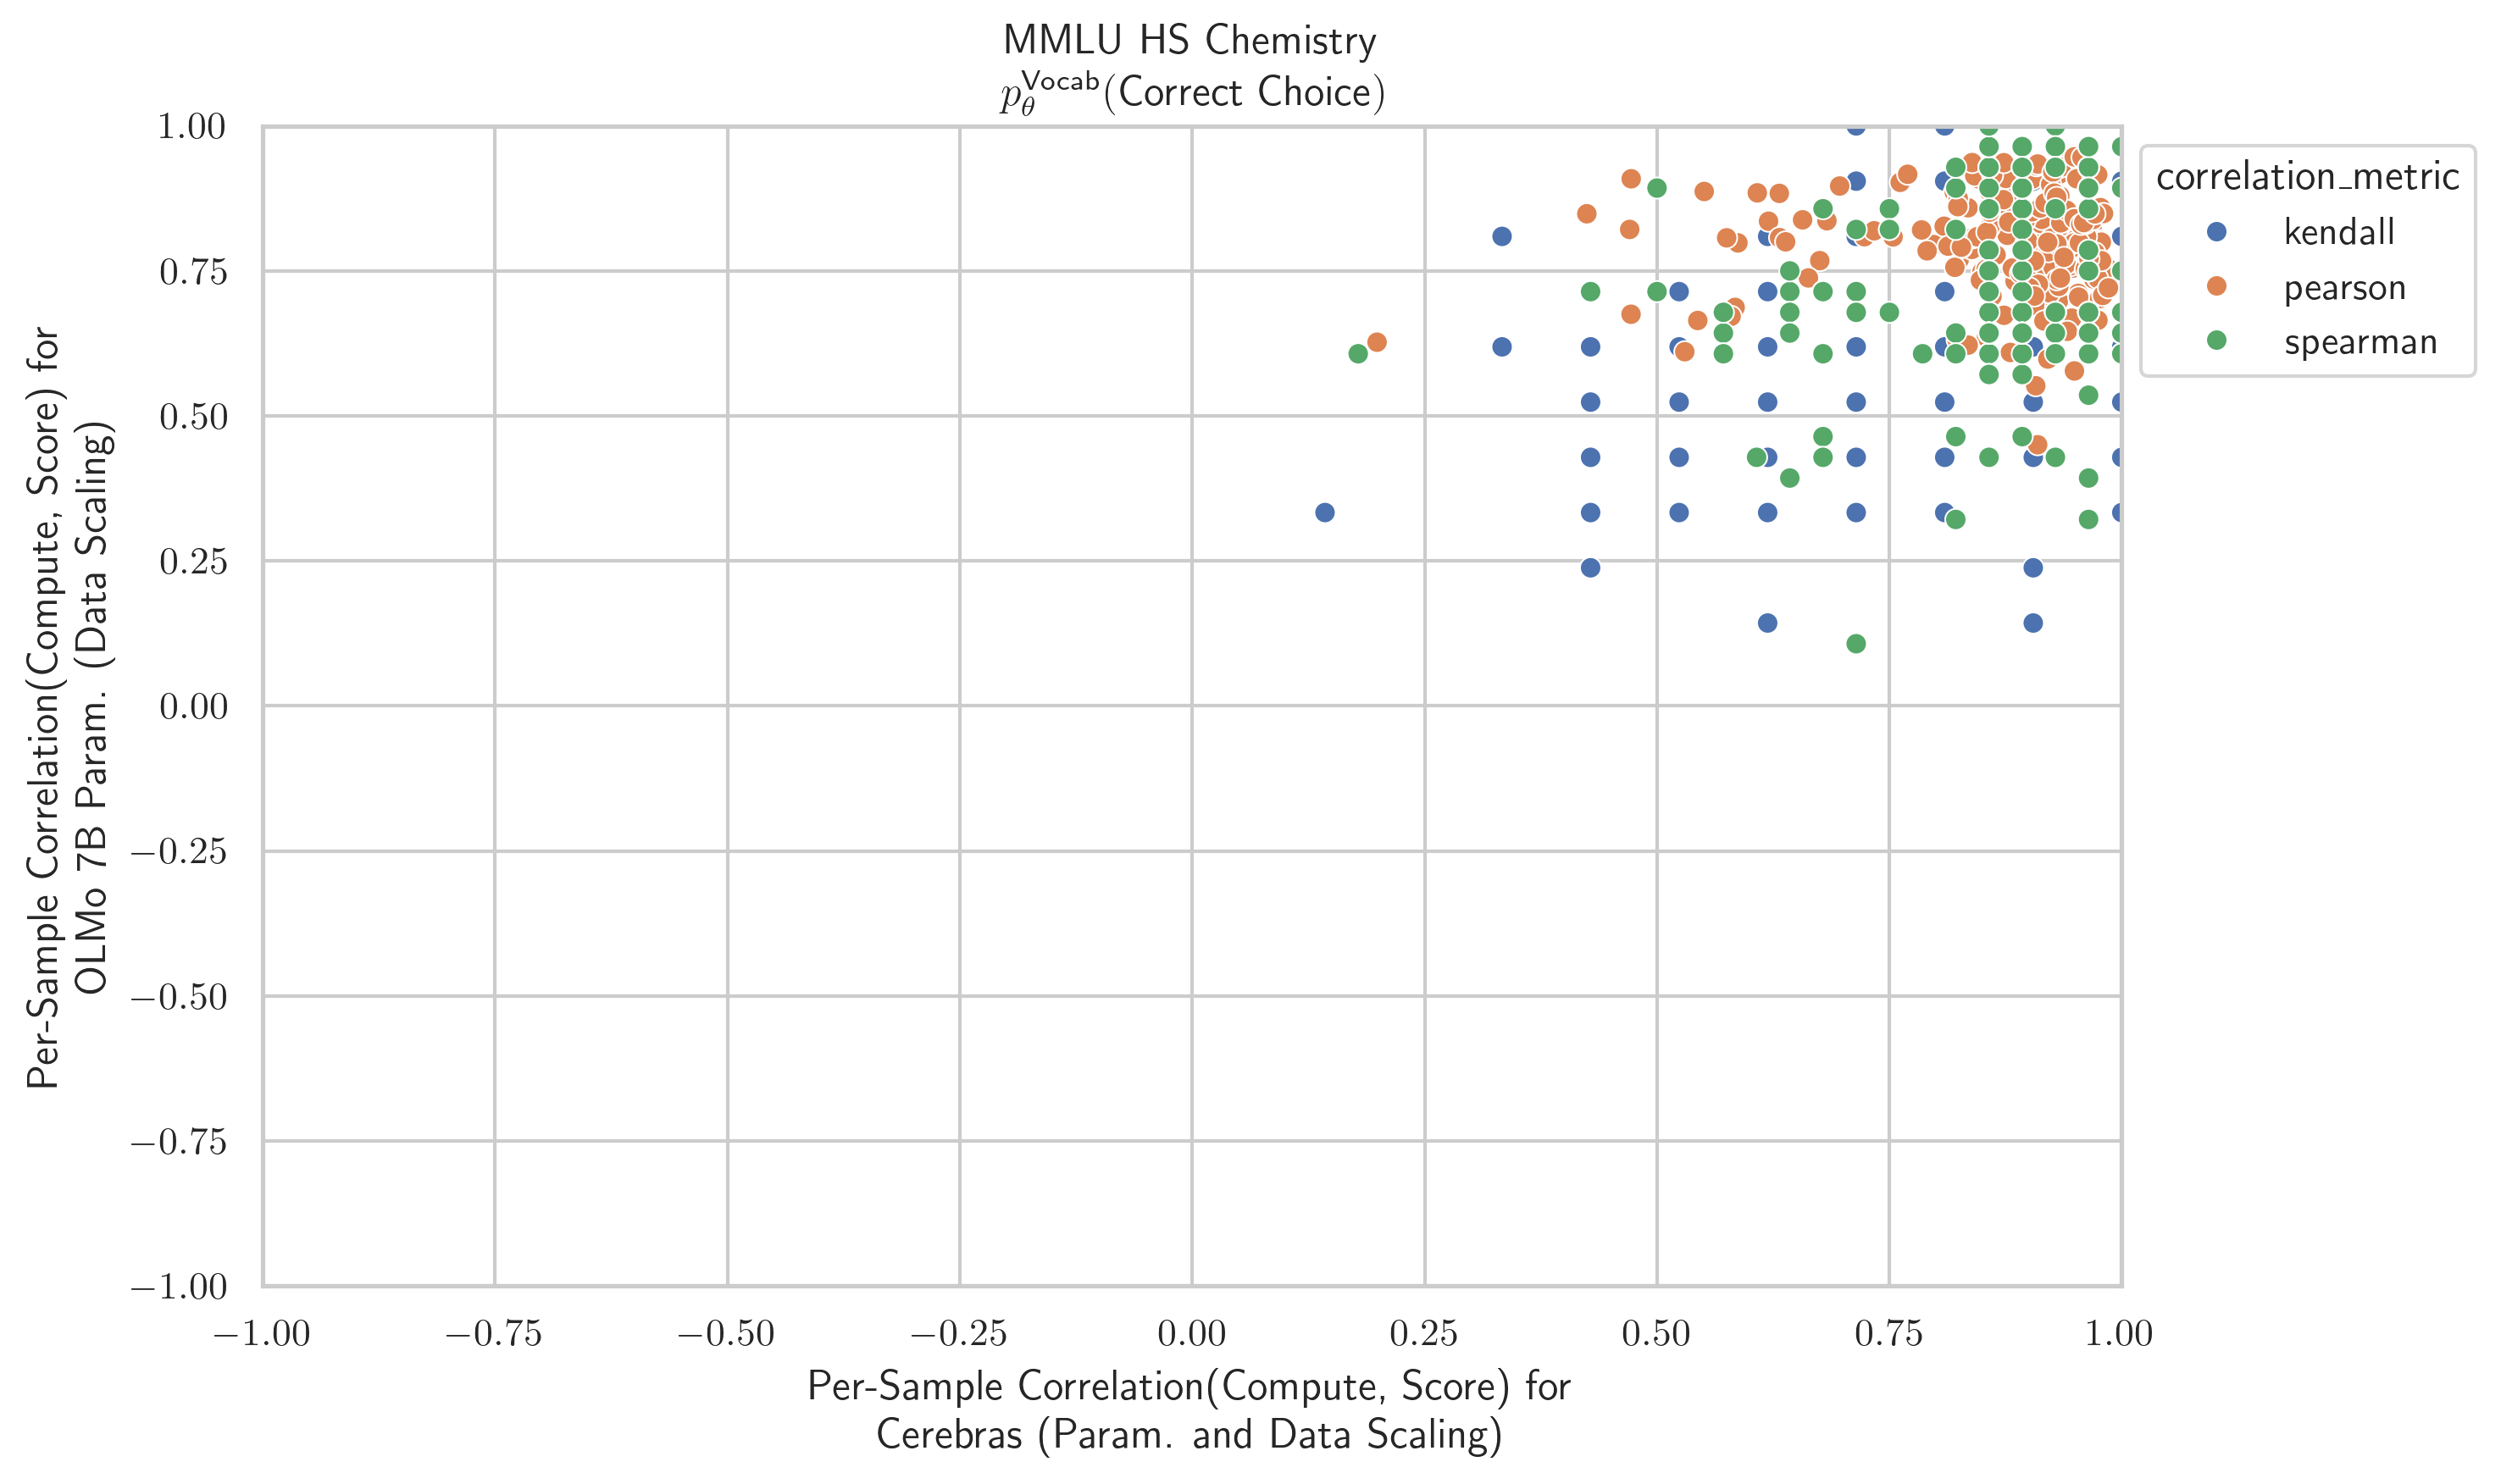 MMLU HS Chemistry
p_θ^Vocab(Correct Choice)
Per-Sample Correlation(Compute, Score) for
OLMo 7B Param. (Data Scaling)
1.00
0.75
0.50
0.25
0.00
−0.25
−0.50
−0.75
−1.00
−1.00 −0.75 −0.50 −0.25 0.00 0.25 0.50 0.75 1.00
Per-Sample Correlation(Compute, Score) for
Cerebras (Param. and Data Scaling)
correlation_metric
kendall
pearson
spearman